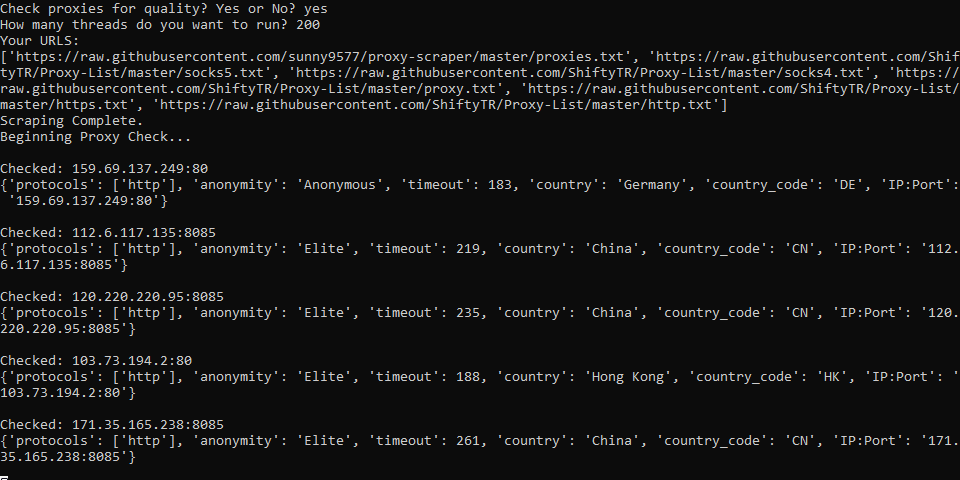 Check proxies for quality? Yes or No? yes
How many threads do you want to run? 200
Your URLS:
['https://raw.githubusercontent.com/sunny9577/proxy-scraper/master/proxies.txt', 'https://raw.githubusercontent.com/Shif
tyTR/Proxy-List/master/socks5.txt', 'https://raw.githubusercontent.com/ShiftyTR/Proxy-List/master/socks4.txt', 'https://
raw.githubusercontent.com/ShiftyTR/Proxy-List/master/proxy.txt', 'https://raw.githubusercontent.com/ShiftyTR/Proxy-List/
master/https.txt', 'https://raw.githubusercontent.com/ShiftyTR/Proxy-List/master/http.txt']
Scraping Complete.
Beginning Proxy Check...
Checked: 159.69.137.249:80
{'protocols': ['http'], 'anonymity': 'Anonymous', 'timeout': 183, 'country': 'Germany', 'country_code': 'DE', 'IP:Port':
 '159.69.137.249:80'}
Checked: 112.6.117.135:8085
{'protocols': ['http'], 'anonymity': 'Elite', 'timeout': 219, 'country': 'China', 'country_code': 'CN', 'IP:Port': '112.
6.117.135:8085'}
Checked: 120.220.220.95:8085
{'protocols': ['http'], 'anonymity': 'Elite', 'timeout': 235, 'country': 'China', 'country_code': 'CN', 'IP:Port': '120.
220.220.95:8085'}
Checked: 103.73.194.2:80
{'protocols': ['http'], 'anonymity': 'Elite', 'timeout': 188, 'country': 'Hong Kong', 'country_code': 'HK', 'IP:Port': '
103.73.194.2:80'}
Checked: 171.35.165.238:8085
{'protocols': ['http'], 'anonymity': 'Elite', 'timeout': 261, 'country': 'China', 'country_code': 'CN', 'IP:Port': '171.
35.165.238:8085'}